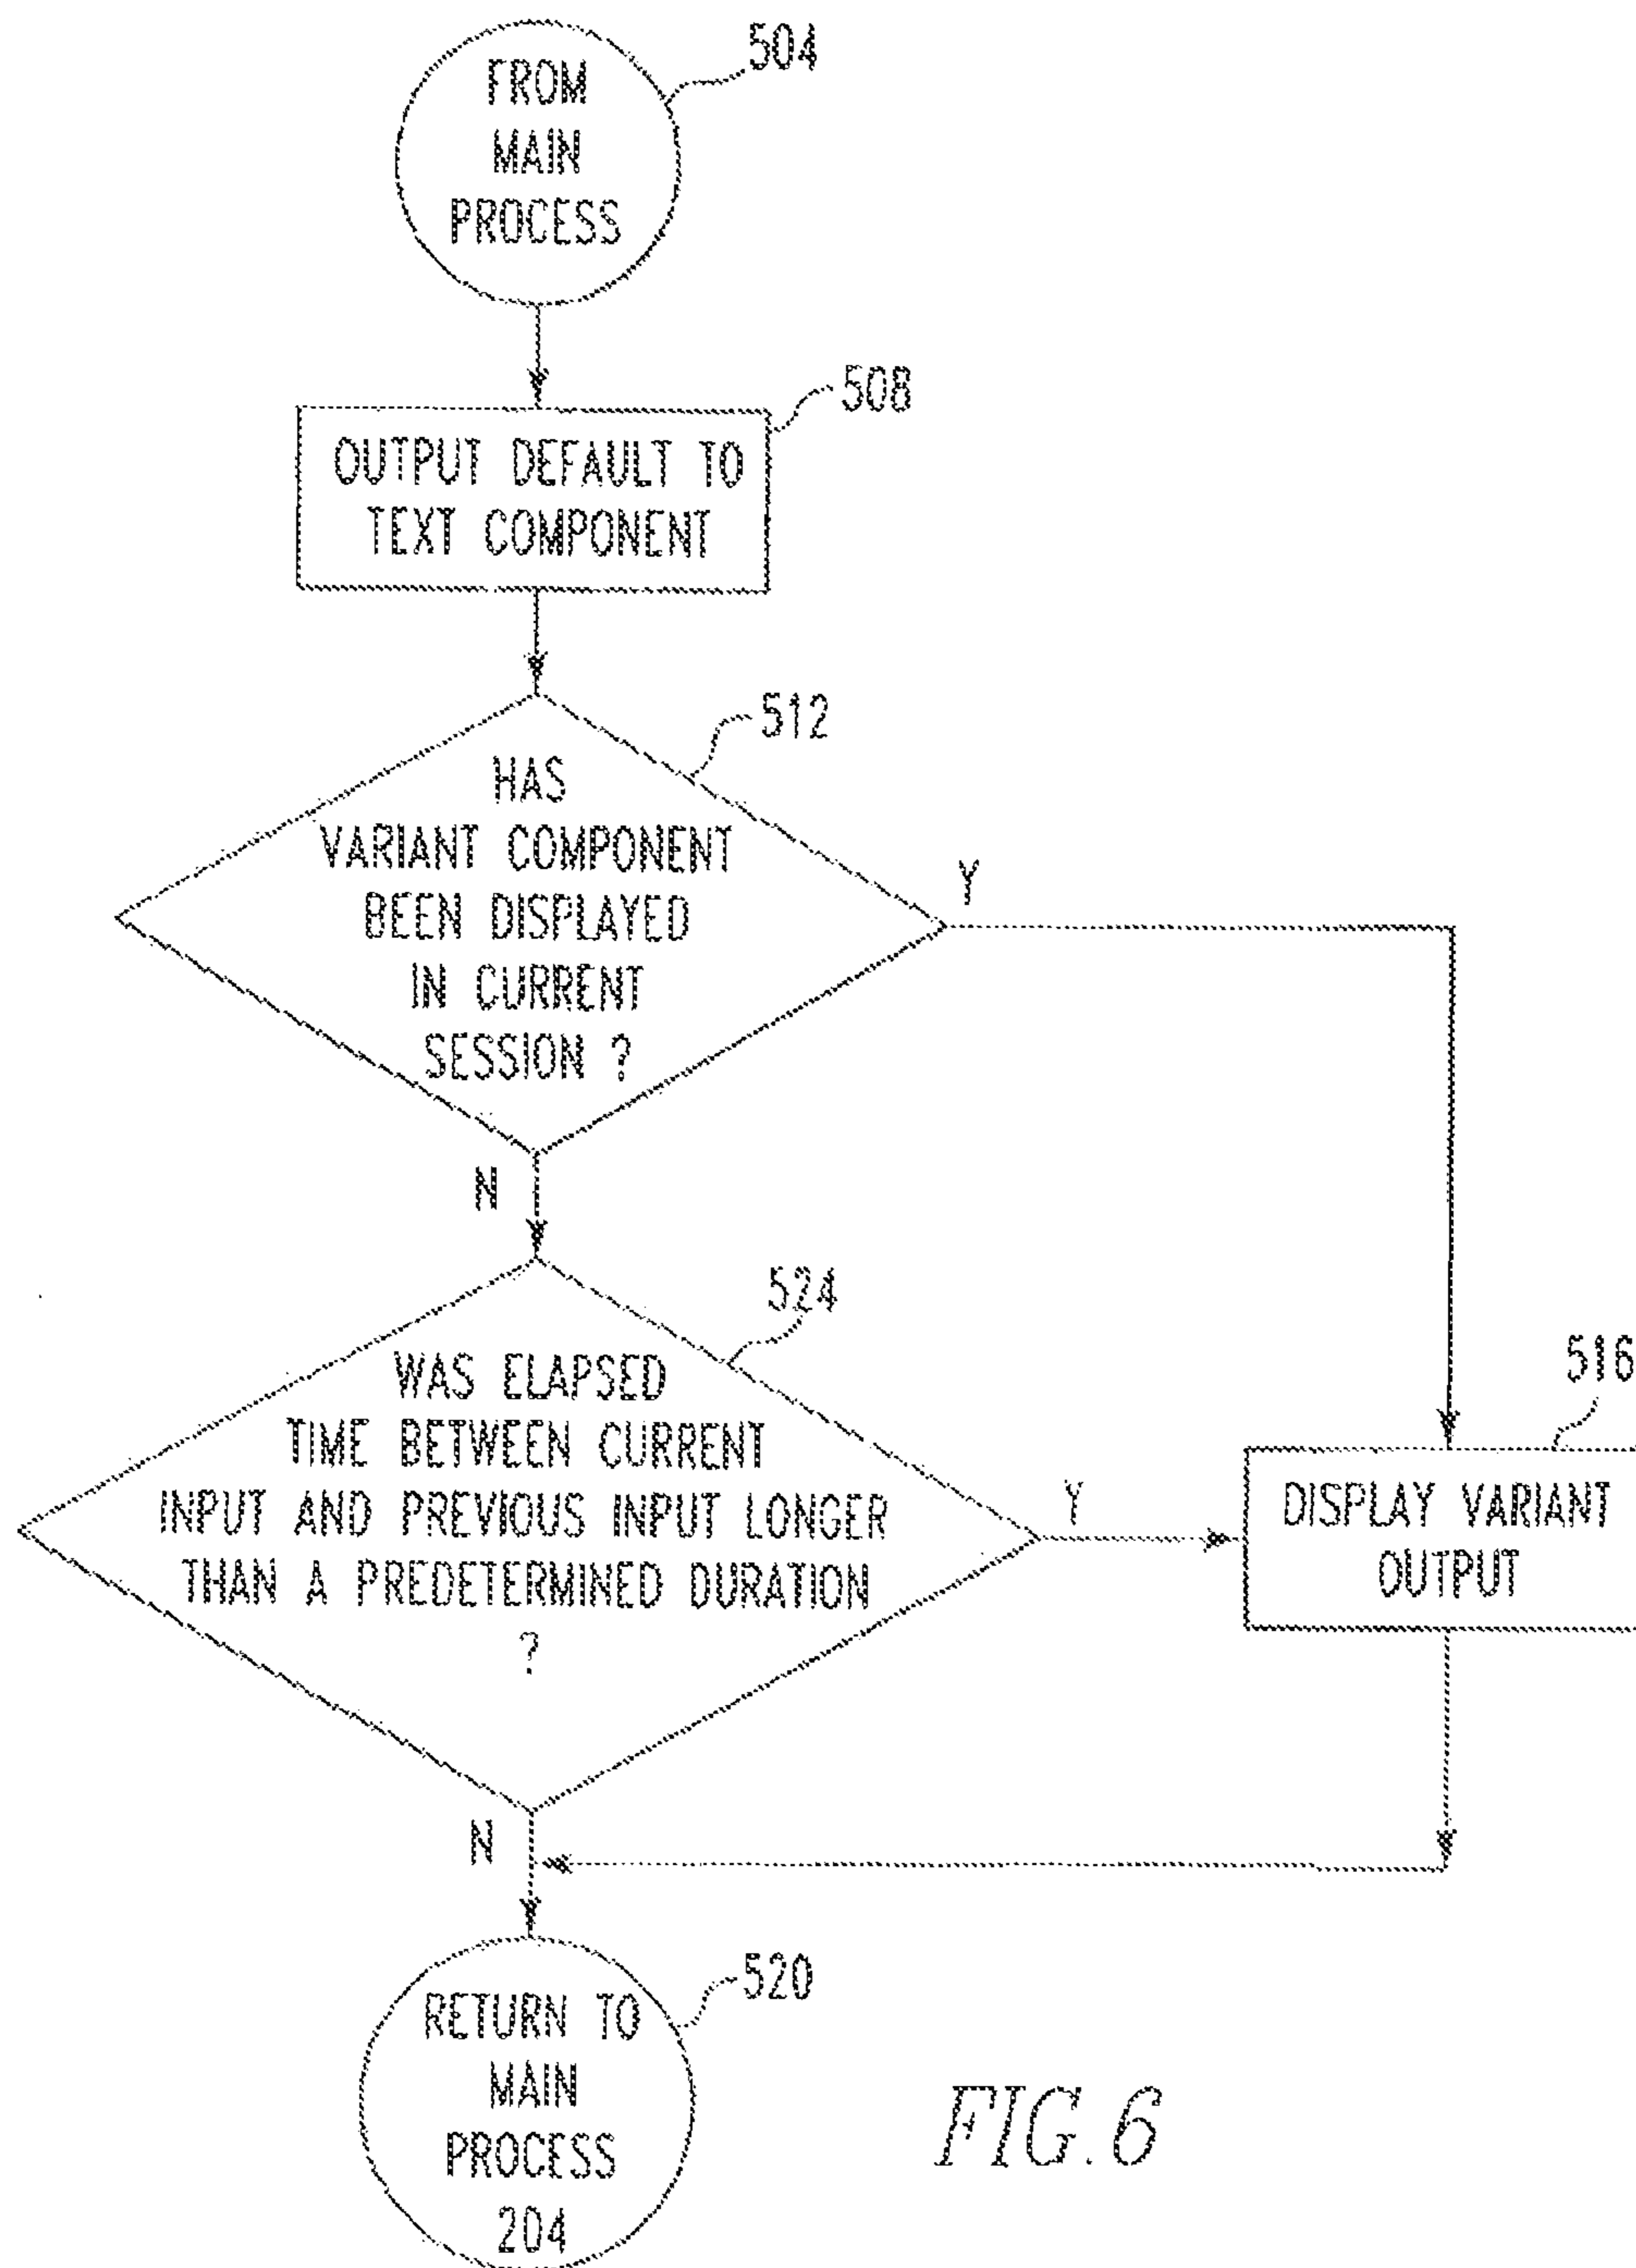 504
FROM
MAIN
PROCESS
508
OUTPUT DEFAULT TO
TEXT COMPONENT
512
HAS
VARIANT COMPONENT
BEEN DISPLAYED
IN CURRENT
SESSION ?
Y
N
524
WAS ELAPSED
TIME BETWEEN CURRENT
INPUT AND PREVIOUS INPUT LONGER
THAN A PREDETERMINED DURATION
?
Y
516
DISPLAY VARIANT
OUTPUT
N
520
RETURN TO
MAIN
PROCESS
204
FIG.6